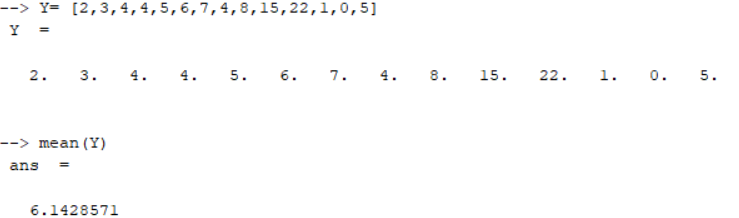 --> Y= [2,3,4,4,5,6,7,4,8,15,22,1,0,5]
Y =
2. 3. 4. 4. 5. 6. 7. 4. 8. 15. 22. 1. 0. 5.
--> mean(Y)
ans =
6.1428571